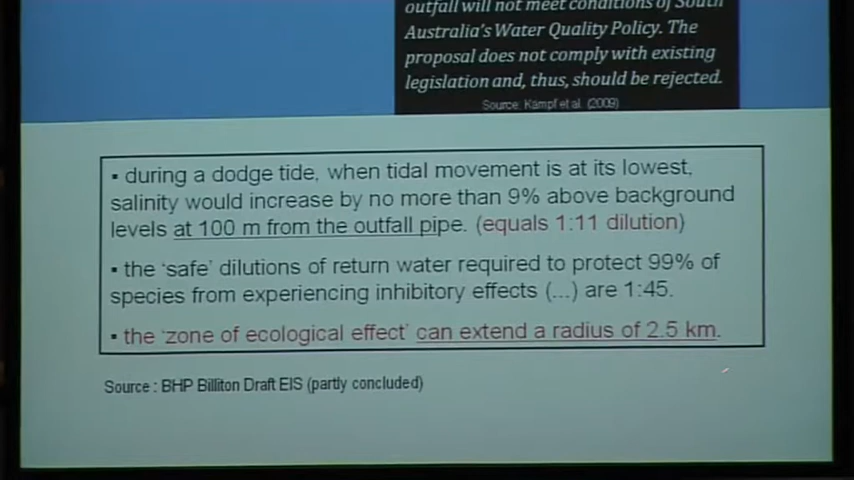 outfall will not meet conditions of South
Australia's Water Quality Policy. The
proposal does not comply with existing
legislation and, thus, should be rejected.
Source: Kämpf et al. (2009)
▪ during a dodge tide, when tidal movement is at its lowest,
salinity would increase by no more than 9% above background
levels at 100 m from the outfall pipe. (equals 1:11 dilution)
▪ the 'safe' dilutions of return water required to protect 99% of
species from experiencing inhibitory effects (...) are 1:45.
▪ the 'zone of ecological effect' can extend a radius of 2.5 km.
Source : BHP Billiton Draft EIS (partly concluded)